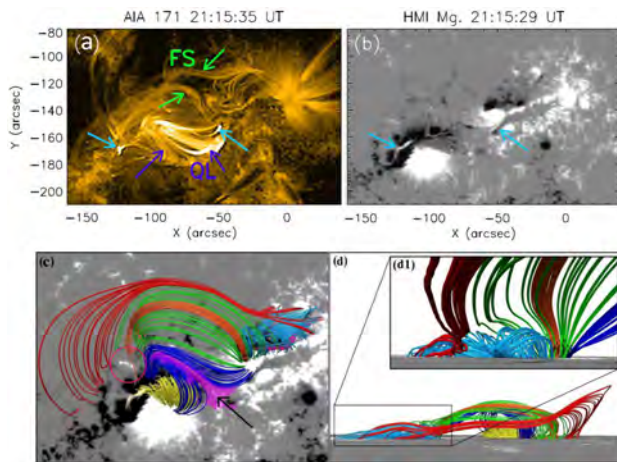 AIA 171 21:15:35 UT
HMI Mg. 21:15:29 UT
(a)
FS
QL
(b)
-80
-100
-120
-140
-160
-180
-200
Y (arcsec)
-150 -100 -50 0
X (arcsec)
-150 -100 -50 0
X (arcsec)
(c)
(d)
(d1)